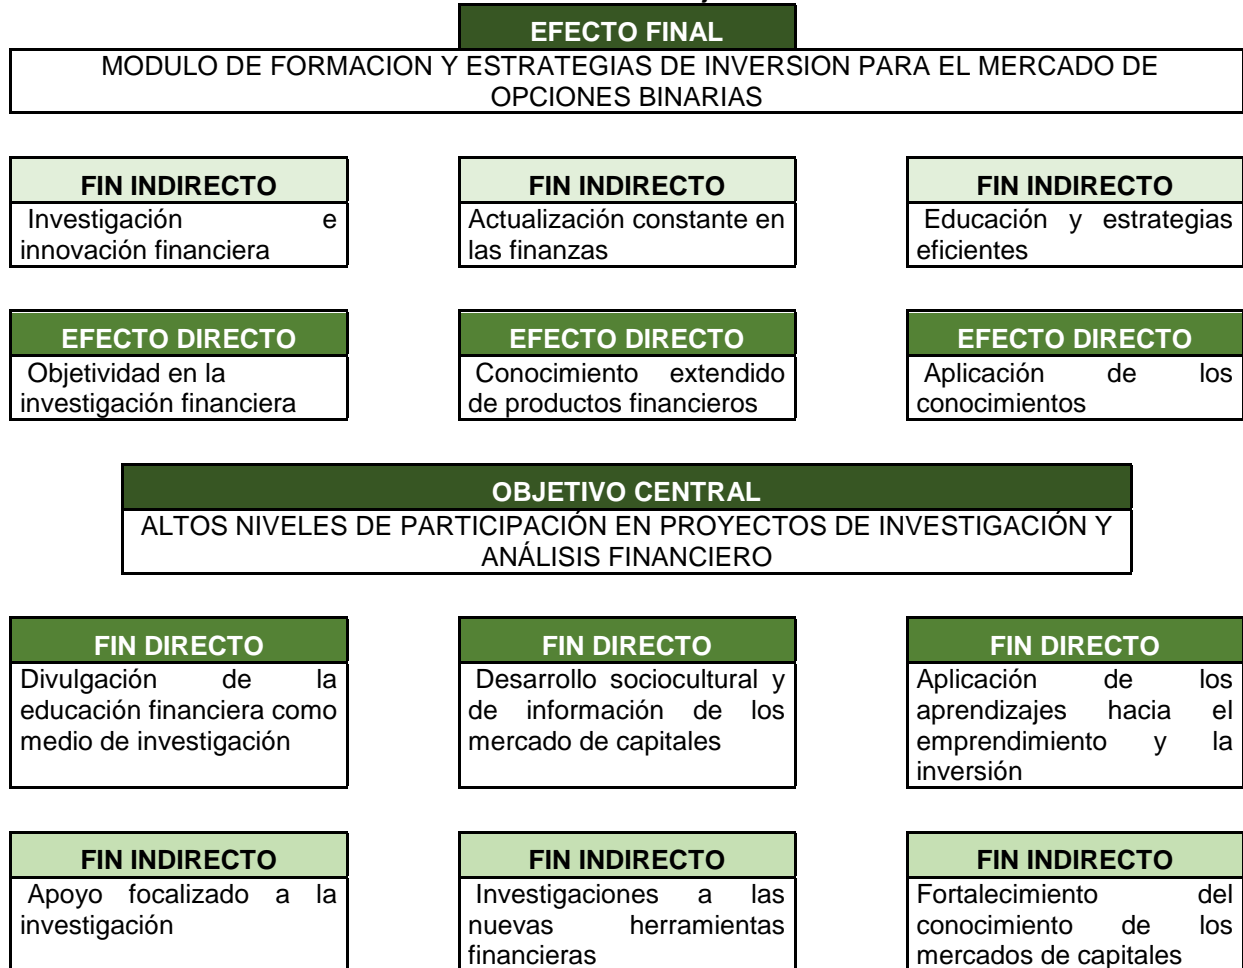 EFECTO FINAL
MODULO DE FORMACION Y ESTRATEGIAS DE INVERSION PARA EL MERCADO DE
OPCIONES BINARIAS
FIN INDIRECTO
Investigación e
innovación financiera
FIN INDIRECTO
Actualización constante en
las finanzas
FIN INDIRECTO
Educación y estrategias
eficientes
EFECTO DIRECTO
Objetividad en la
investigación financiera
EFECTO DIRECTO
Conocimiento extendido
de productos financieros
EFECTO DIRECTO
Aplicación de los
conocimientos
OBJETIVO CENTRAL
ALTOS NIVELES DE PARTICIPACIÓN EN PROYECTOS DE INVESTIGACIÓN Y
ANÁLISIS FINANCIERO
FIN DIRECTO
Divulgación de la
educación financiera como
medio de investigación
FIN DIRECTO
Desarrollo sociocultural y
de información de los
mercado de capitales
FIN DIRECTO
Aplicación de los
aprendizajes hacia el
emprendimiento y la
inversión
FIN INDIRECTO
Apoyo focalizado a la
investigación
FIN INDIRECTO
Investigaciones a las
nuevas herramientas
financieras
FIN INDIRECTO
Fortalecimiento del
conocimiento de los
mercados de capitales